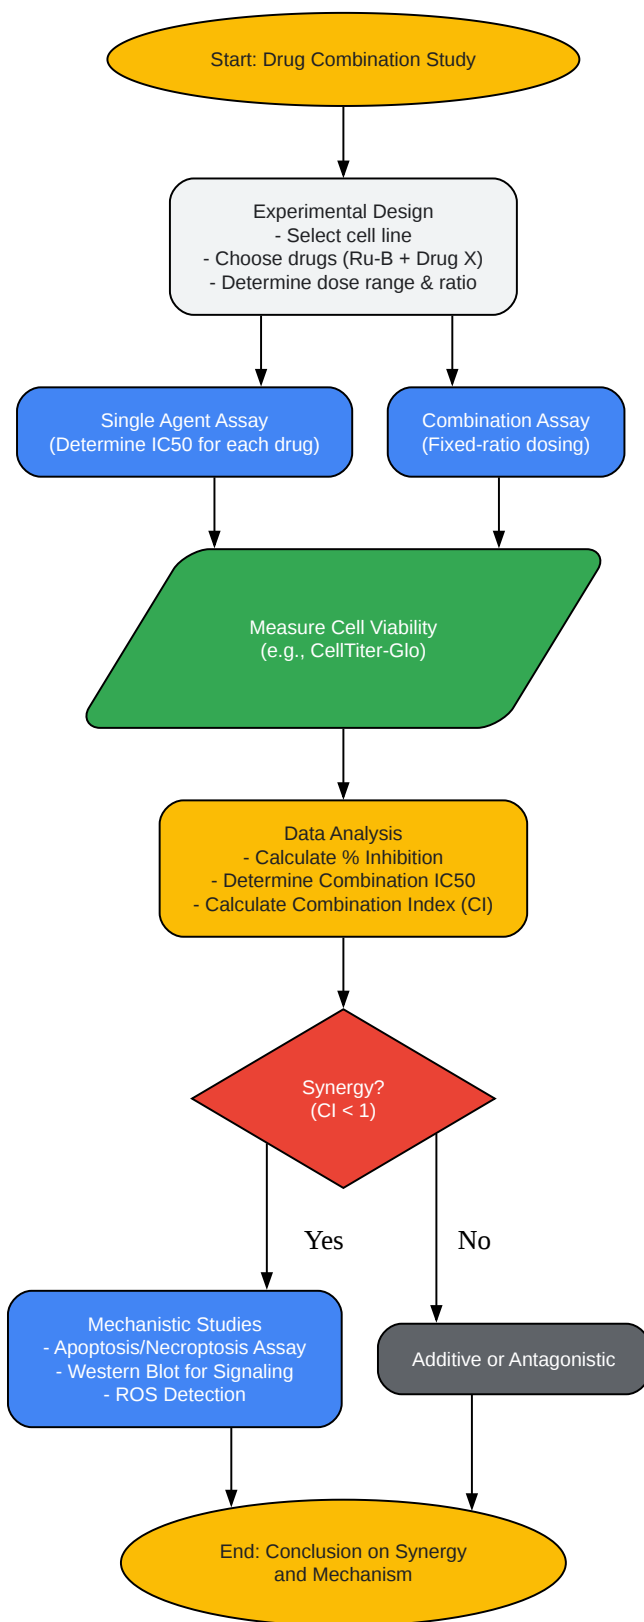 Start: Drug Combination Study
Experimental Design
- Select cell line
- Choose drugs (Ru-B + Drug X)
- Determine dose range & ratio
Single Agent Assay
(Determine IC50 for each drug)
Combination Assay
(Fixed-ratio dosing)
Measure Cell Viability
(e.g., CellTiter-Glo)
Data Analysis
- Calculate % Inhibition
- Determine Combination IC50
- Calculate Combination Index (CI)
Synergy?
(CI < 1)
Yes
No
Mechanistic Studies
- Apoptosis/Necroptosis Assay
- Western Blot for Signaling
- ROS Detection
Additive or Antagonistic
End: Conclusion on Synergy
and Mechanism